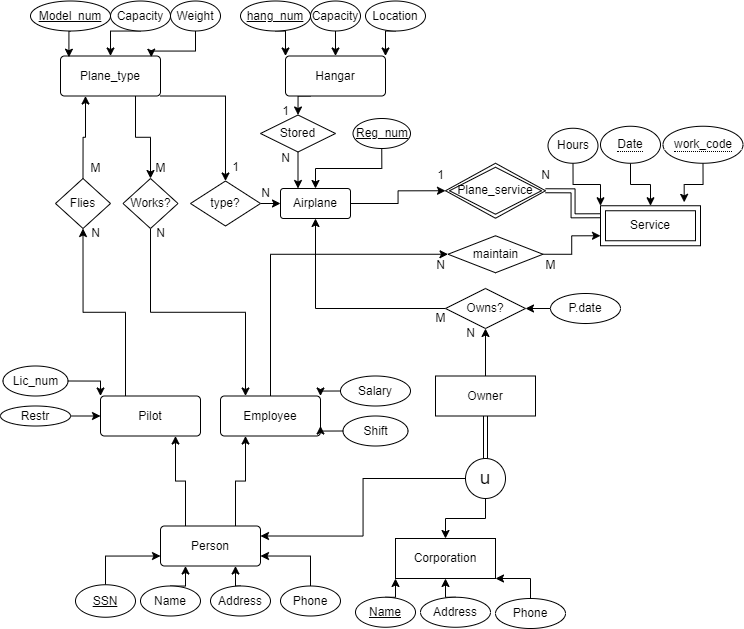 Model_num
Capacity
Weight
hang_num
Capacity
Location
Plane_type
Hangar
1
Stored
N
Reg_num
Hours
Date
work_code
M
Flies
N
M
Works?
N
1
type?
N
Airplane
1
Plane_service
N
Service
maintain
N
M
Owns?
M
N
P.date
Lic_num
Restr
Pilot
Employee
Salary
Shift
Owner
u
Person
Corporation
SSN
Name
Address
Phone
Name
Address
Phone